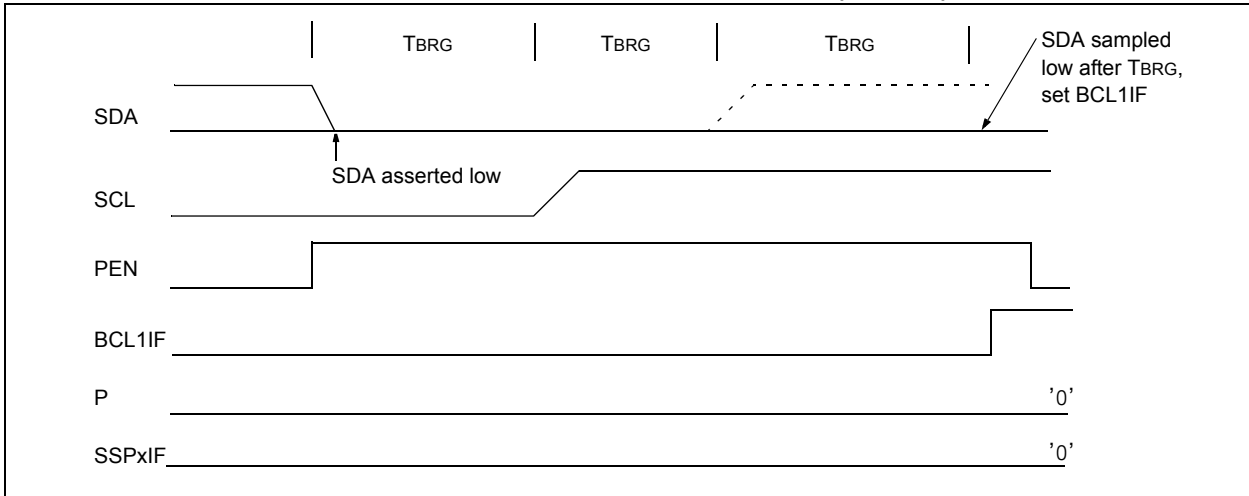 TBRG TBRG TBRG
SDA sampled
low after TBRG,
set BCL1IF
SDA
SDA asserted low
SCL
PEN
BCL1IF
P '0'
SSPxIF '0'